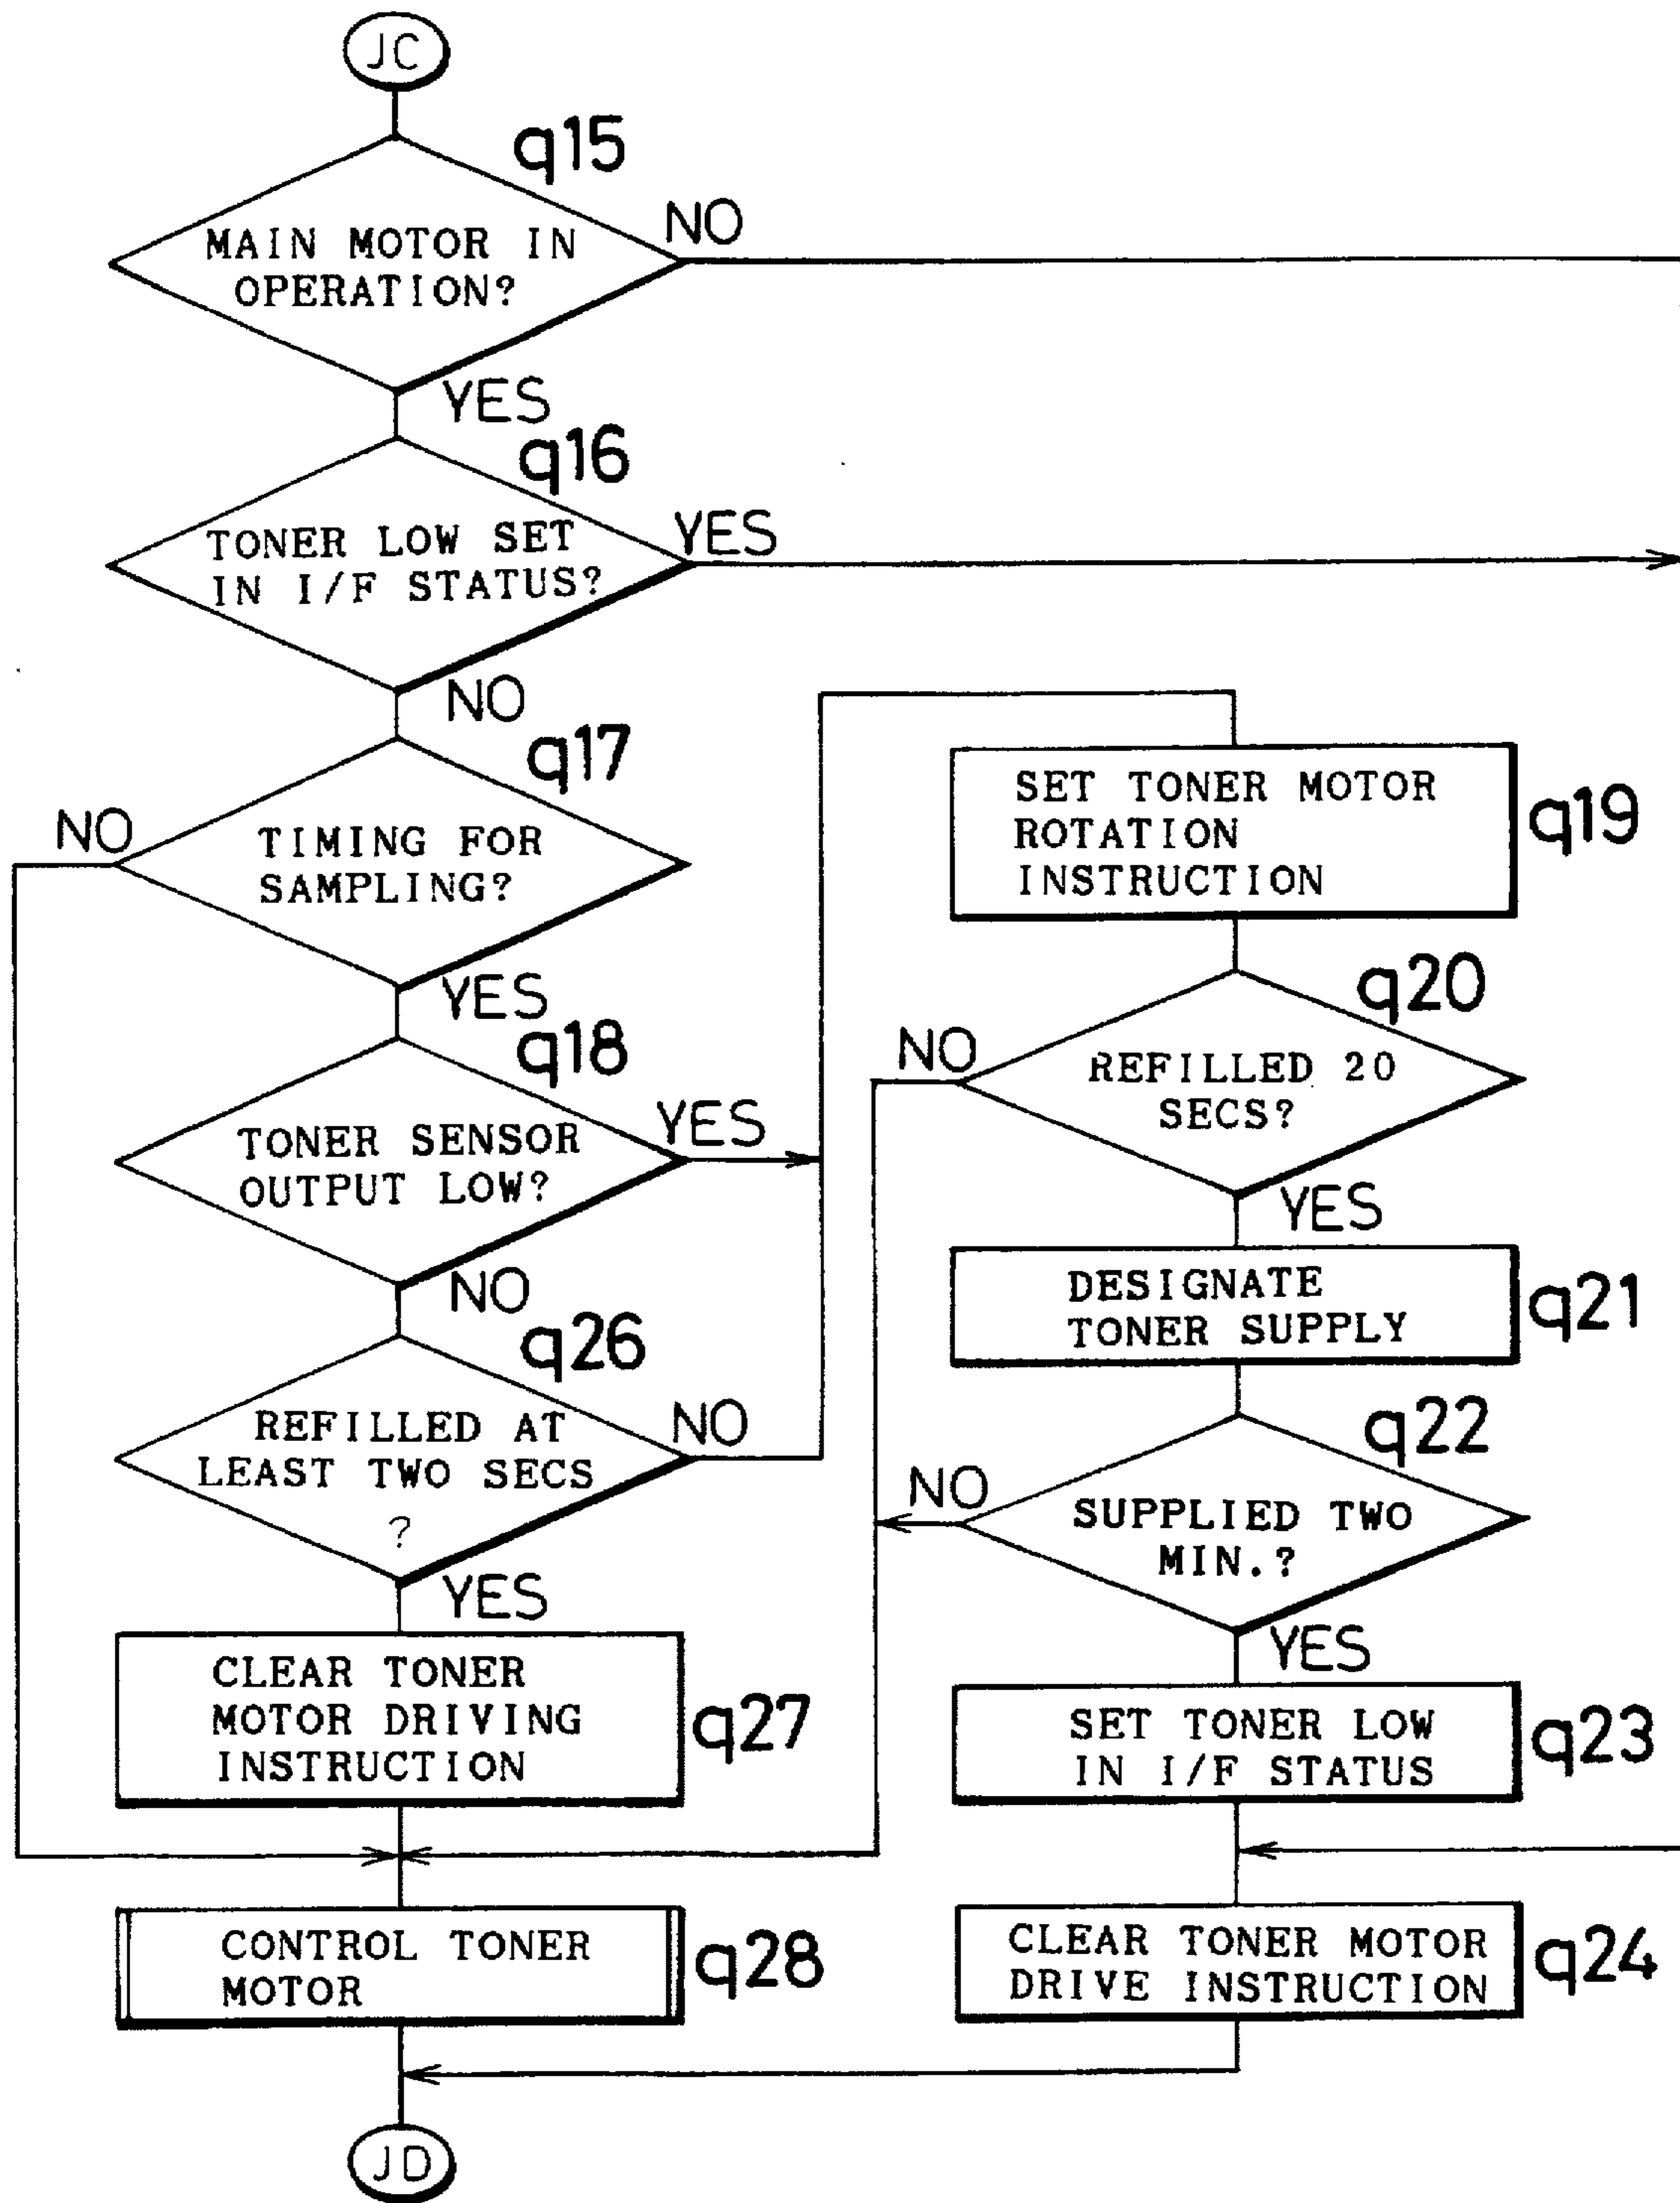 JC
q15
MAIN MOTOR IN
OPERATION?
NO
YES
q16
TONER LOW SET
IN I/F STATUS?
YES
NO
q17
TIMING FOR
SAMPLING?
NO
YES
q18
TONER SENSOR
OUTPUT LOW?
YES
NO
q26
REFILLED AT
LEAST TWO SECS
?
NO
YES
CLEAR TONER
MOTOR DRIVING
INSTRUCTION
q27
CONTROL TONER
MOTOR
q28
JD
SET TONER MOTOR
ROTATION
INSTRUCTION
q19
q20
REFILLED 20
SECS?
NO
YES
DESIGNATE
TONER SUPPLY
q21
q22
SUPPLIED TWO
MIN.?
NO
YES
SET TONER LOW
IN I/F STATUS
q23
CLEAR TONER MOTOR
DRIVE INSTRUCTION
q24